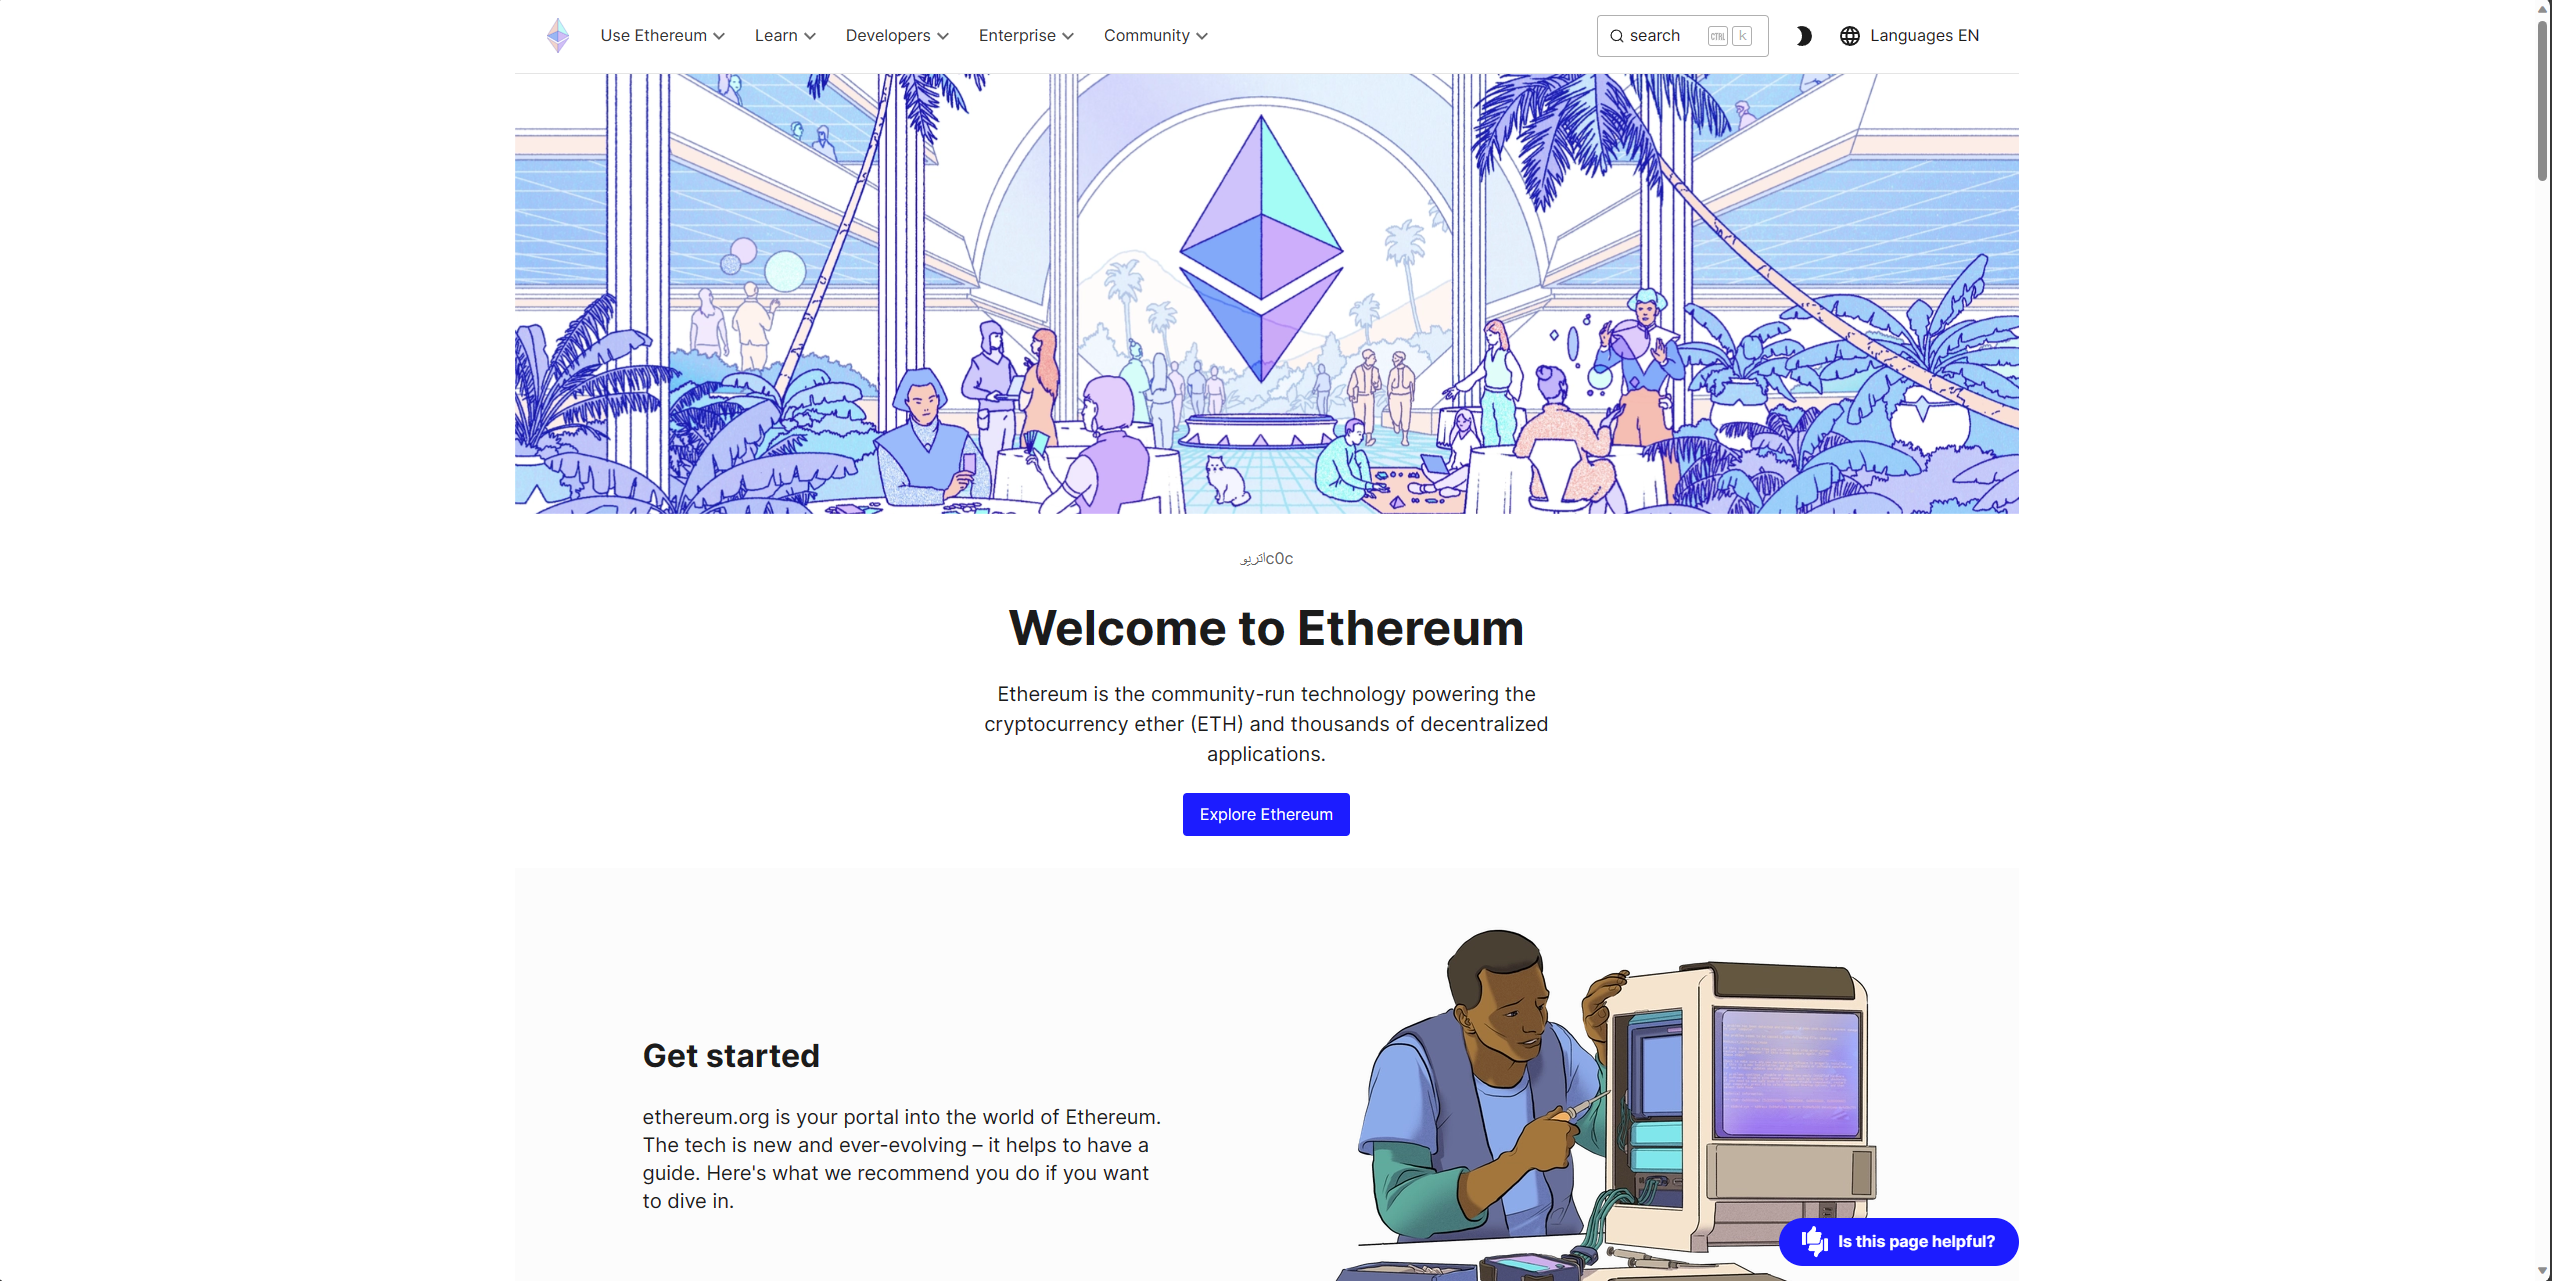 Use Ethereum Learn Developers Enterprise Community search CTRL k Languages EN
اتریوc0c
Welcome to Ethereum
Ethereum is the community-run technology powering the
cryptocurrency ether (ETH) and thousands of decentralized
applications.
Explore Ethereum
Get started
ethereum.org is your portal into the world of Ethereum.
The tech is new and ever-evolving – it helps to have a
guide. Here's what we recommend you do if you want
to dive in.
Is this page helpful?